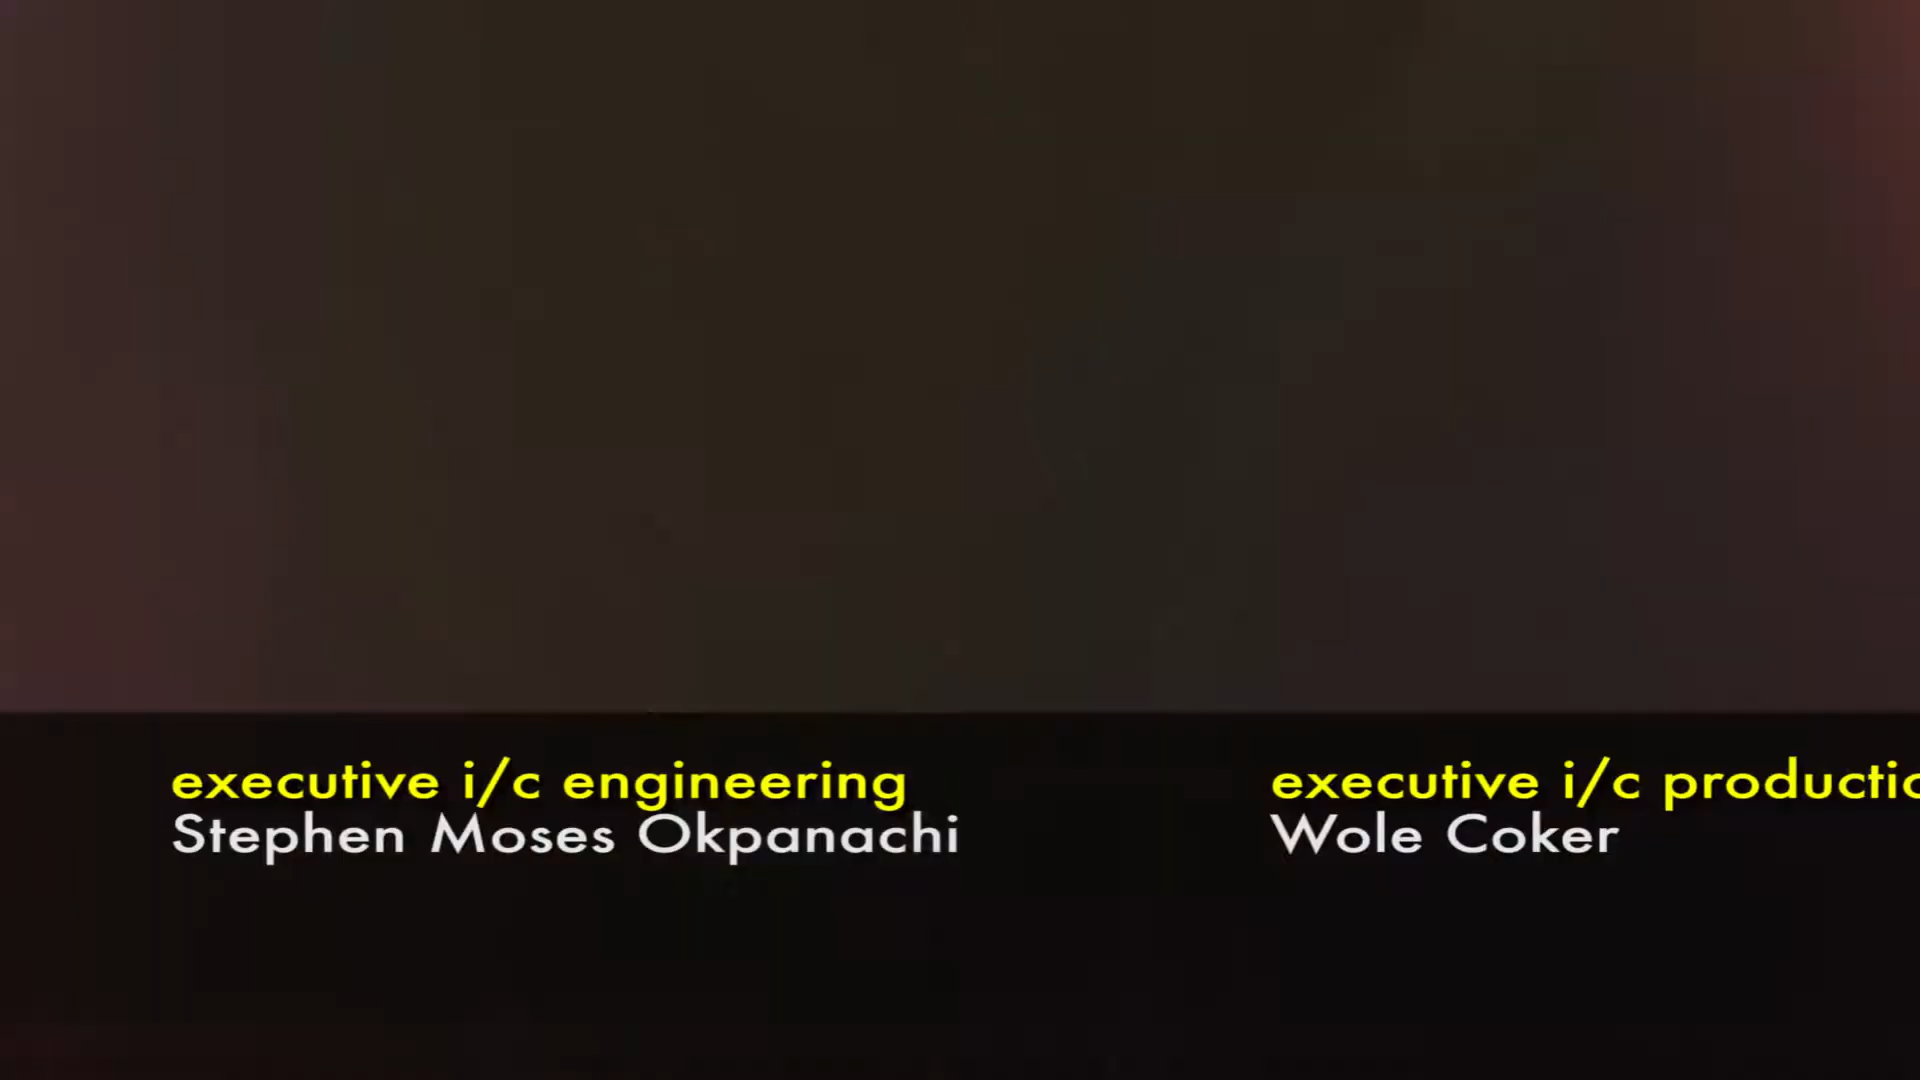 executive i/c engineering
Stephen Moses Okpanachi
executive i/c productio
Wole Coker